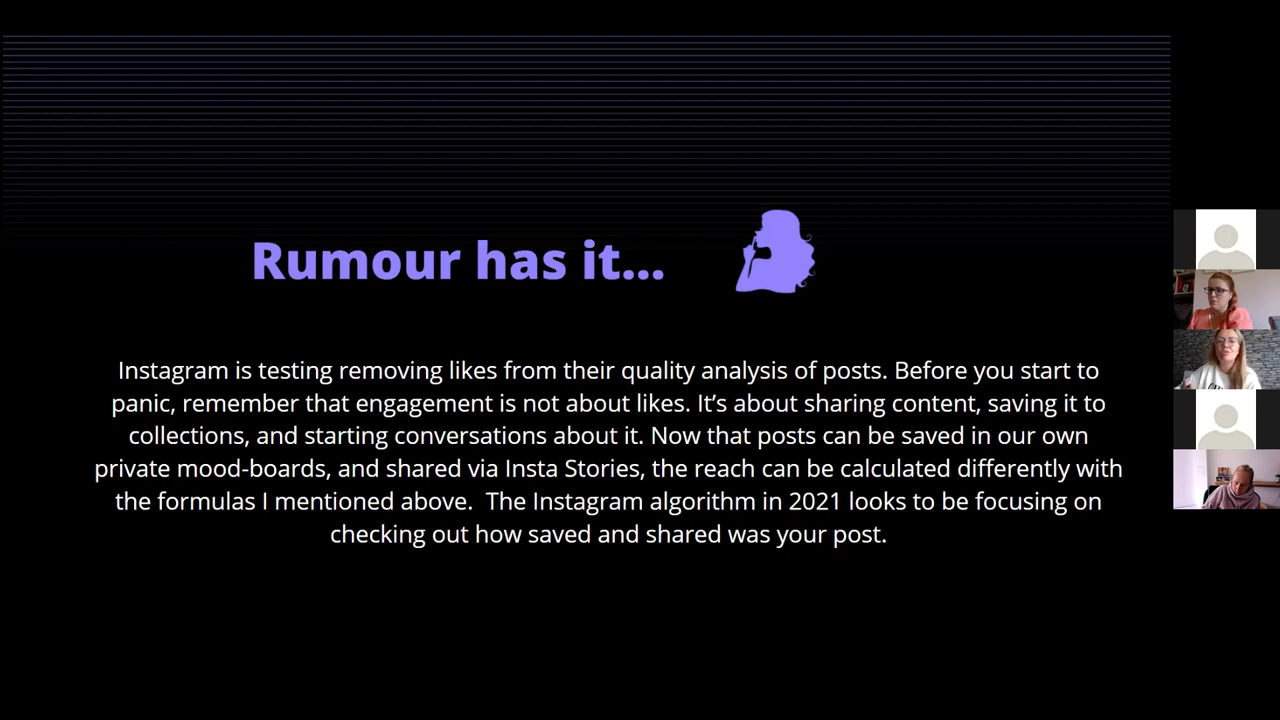 Rumour has it...
Instagram is testing removing likes from their quality analysis of posts. Before you start to
panic, remember that engagement is not about likes. It’s about sharing content, saving it to
collections, and starting conversations about it. Now that posts can be saved in our own
private mood-boards, and shared via Insta Stories, the reach can be calculated differently with
the formulas I mentioned above.  The Instagram algorithm in 2021 looks to be focusing on
checking out how saved and shared was your post.